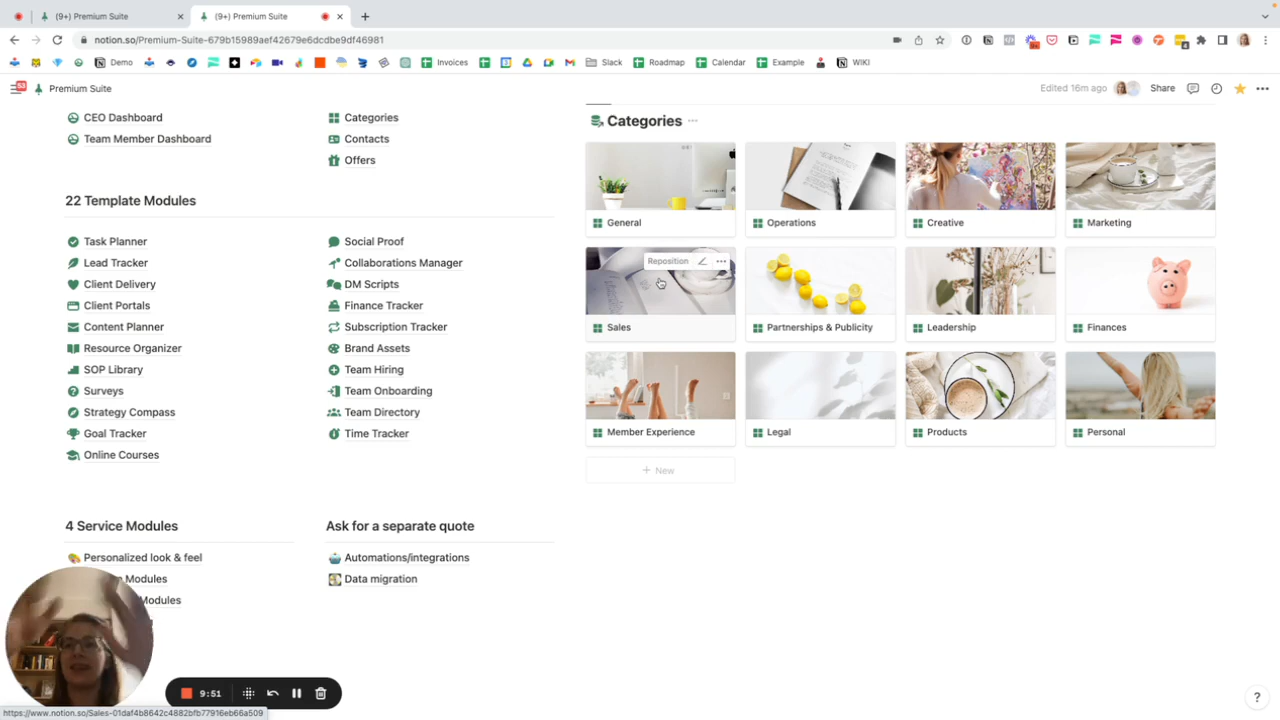 (9+) Premium Suite
(9+) Premium Suite
notion.so/Premium-Suite-679b15989aef42679e6dcdbe9df46981
Demo
Invoices
Slack
Roadmap
Calendar
Example
WIKI
Premium Suite
Edited 16m ago
Share
CEO Dashboard
Team Member Dashboard
Categories
Contacts
Offers
22 Template Modules
Task Planner
Lead Tracker
Client Delivery
Client Portals
Content Planner
Resource Organizer
SOP Library
Surveys
Strategy Compass
Goal Tracker
Online Courses
Social Proof
Collaborations Manager
DM Scripts
Finance Tracker
Subscription Tracker
Brand Assets
Team Hiring
Team Onboarding
Team Directory
Time Tracker
4 Service Modules
Personalized look & feel
Modules
Modules
Ask for a separate quote
Automations/integrations
Data migration
Categories
General
Operations
Creative
Marketing
Reposition
Sales
Partnerships & Publicity
Leadership
Finances
Member Experience
Legal
Products
Personal
+ New
9:51
https://www.notion.so/Sales-01daf4b8642c4882bfb77916eb66a509
?